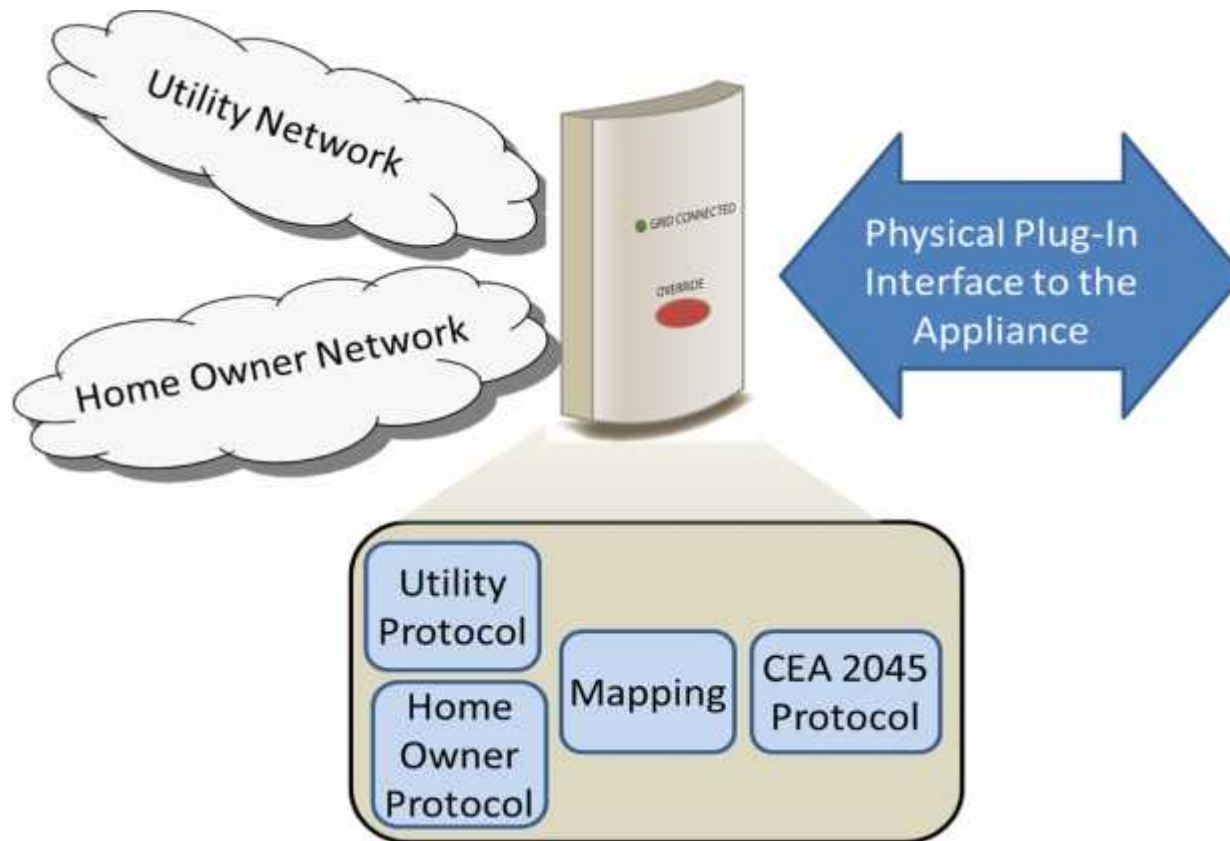 Utility Network
Home Owner Network
GRID CONNECTED
OVERRIDE
Physical Plug-In
Interface to the
Appliance
Utility
Protocol
Home
Owner
Protocol
Mapping
CEA 2045
Protocol